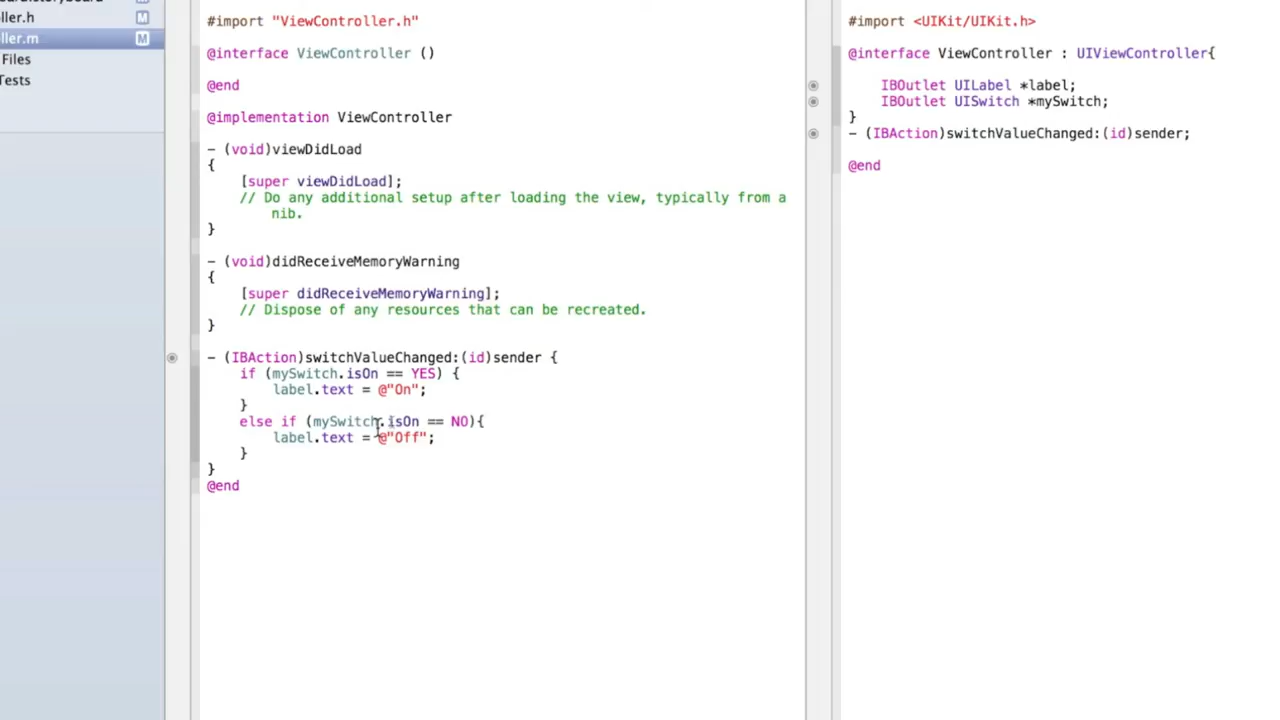 ller.h
M
ller.m
M
Files
Tests
#import "ViewController.h"
@interface ViewController ()
@end
@implementation ViewController
- (void)viewDidLoad
{
[super viewDidLoad];
// Do any additional setup after loading the view, typically from a
nib.
}
- (void)didReceiveMemoryWarning
{
[super didReceiveMemoryWarning];
// Dispose of any resources that can be recreated.
}
- (IBAction)switchValueChanged:(id)sender {
if (mySwitch.isOn == YES) {
label.text = @"On";
}
else if (mySwitch.isOn == NO){
label.text = @"Off";
}
}
@end
#import <UIKit/UIKit.h>
@interface ViewController : UIViewController{
IBOutlet UILabel *label;
IBOutlet UISwitch *mySwitch;
}
- (IBAction)switchValueChanged:(id)sender;
@end